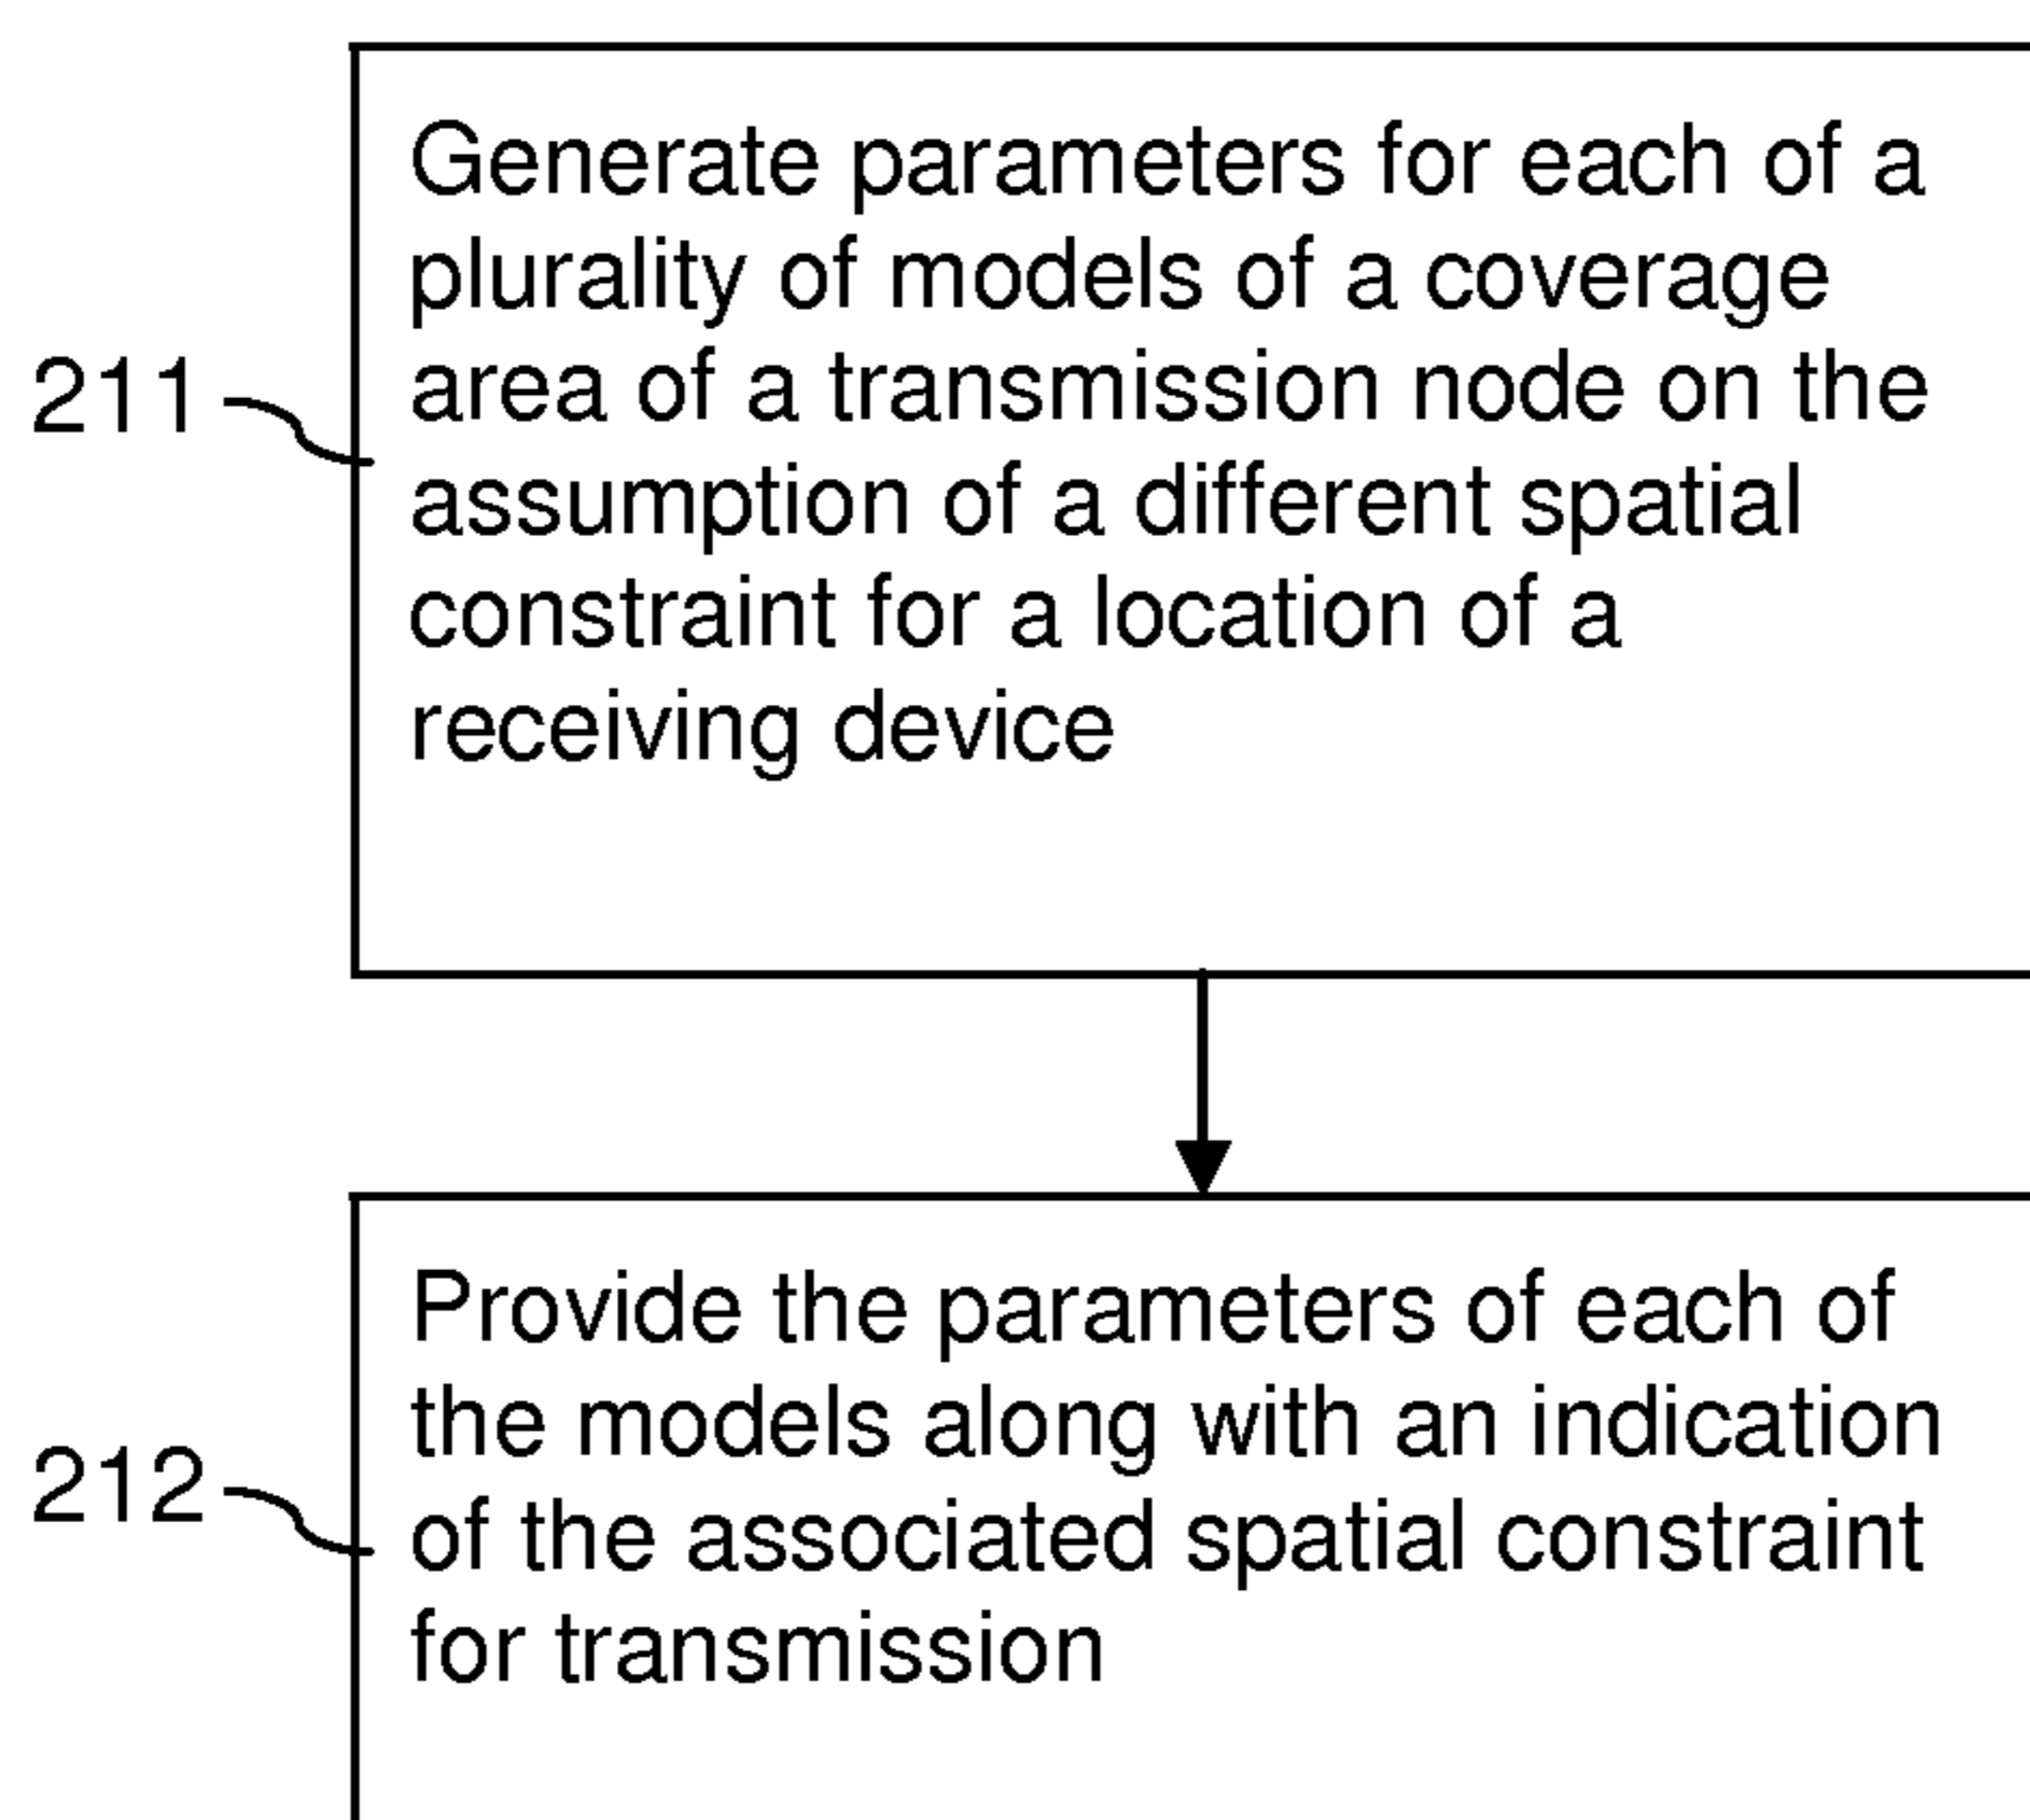 Generate parameters for each of a
plurality of models of a coverage
area of a transmission node on the
assumption of a different spatial
constraint for a location of a
receiving device
211
Provide the parameters of each of
the models along with an indication
of the associated spatial constraint
for transmission
212